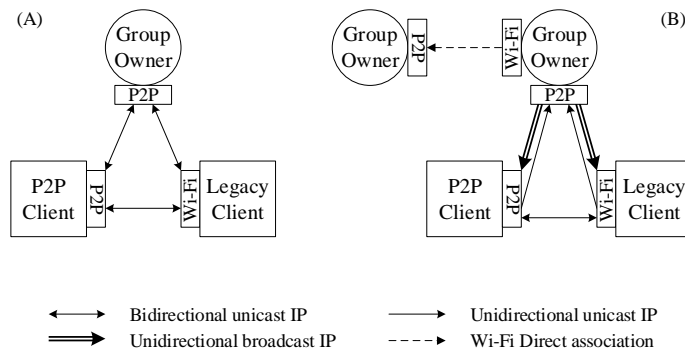 (A)
Group
Owner
P2P
P2P
Client
P2P
Wi-Fi
Legacy
Client
(B)
Group
Owner
P2P
Wi-Fi
Group
Owner
P2P
P2P
Client
P2P
Wi-Fi
Legacy
Client
Bidirectional unicast IP
Unidirectional unicast IP
Unidirectional broadcast IP
Wi-Fi Direct association